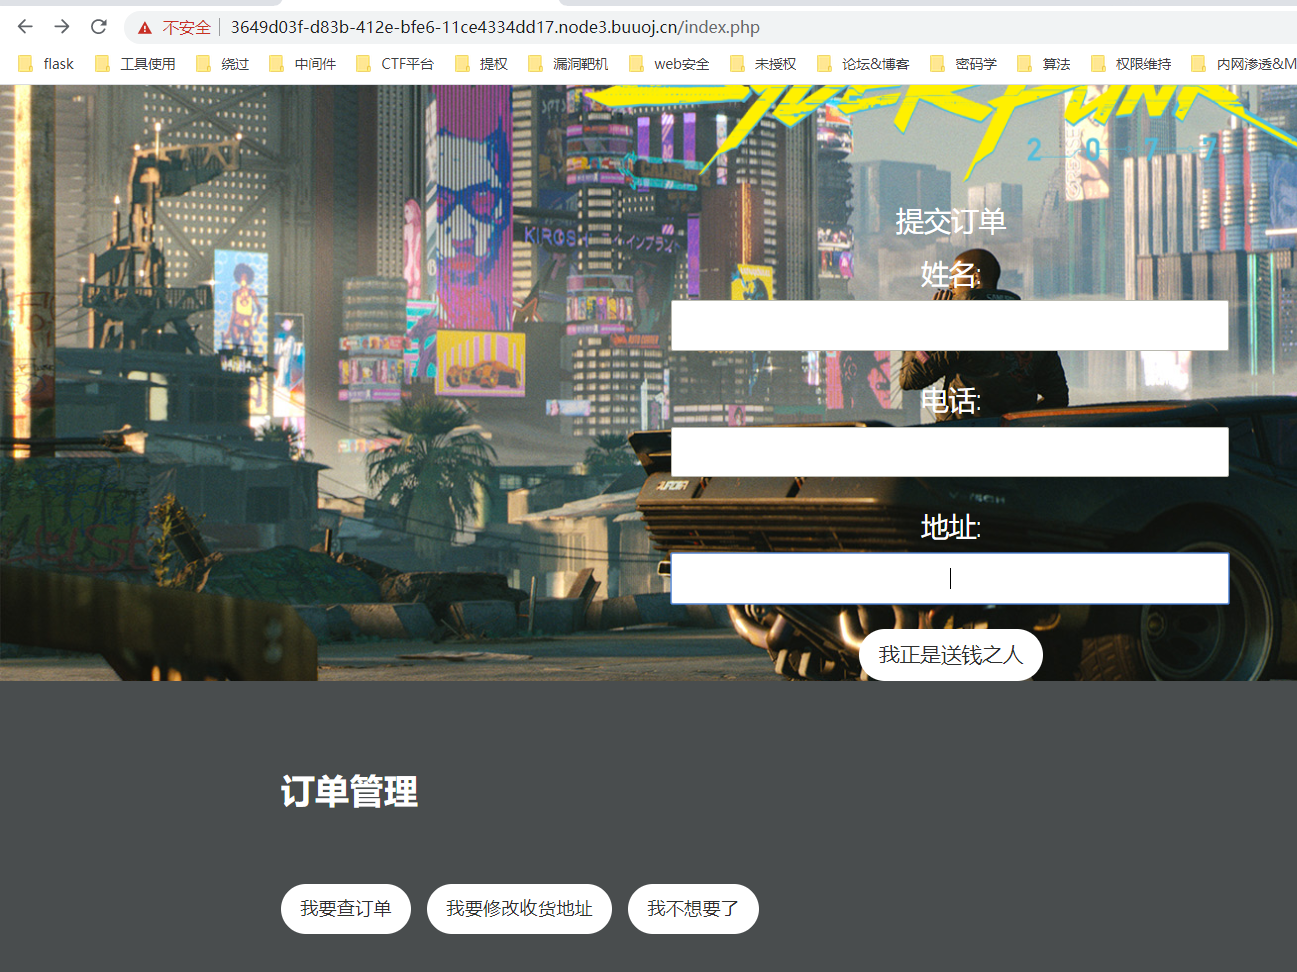 不安全 3649d03f-d83b-412e-bfe6-11ce4334dd17.node3.buuoj.cn/index.php
flask 工具使用 绕过 中间件 CTF平台 提权 漏洞靶机 web安全 未授权 论坛&博客 密码学 算法 权限维持 内网渗透&M
2077
KIROSHI
提交订单
姓名:
电话:
地址:
我正是送钱之人
订单管理
我要查订单 我要修改收货地址 我不想要了